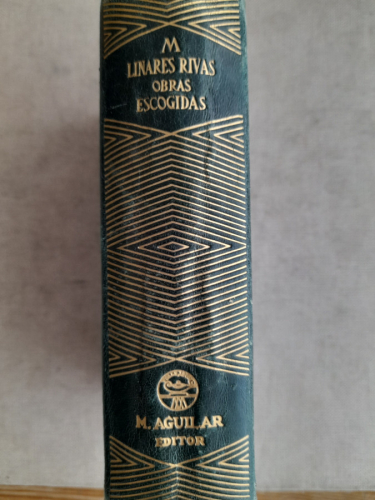 M
LINARES RIVAS
OBRAS
ESCOGIDAS
M. AGUILAR
EDITOR